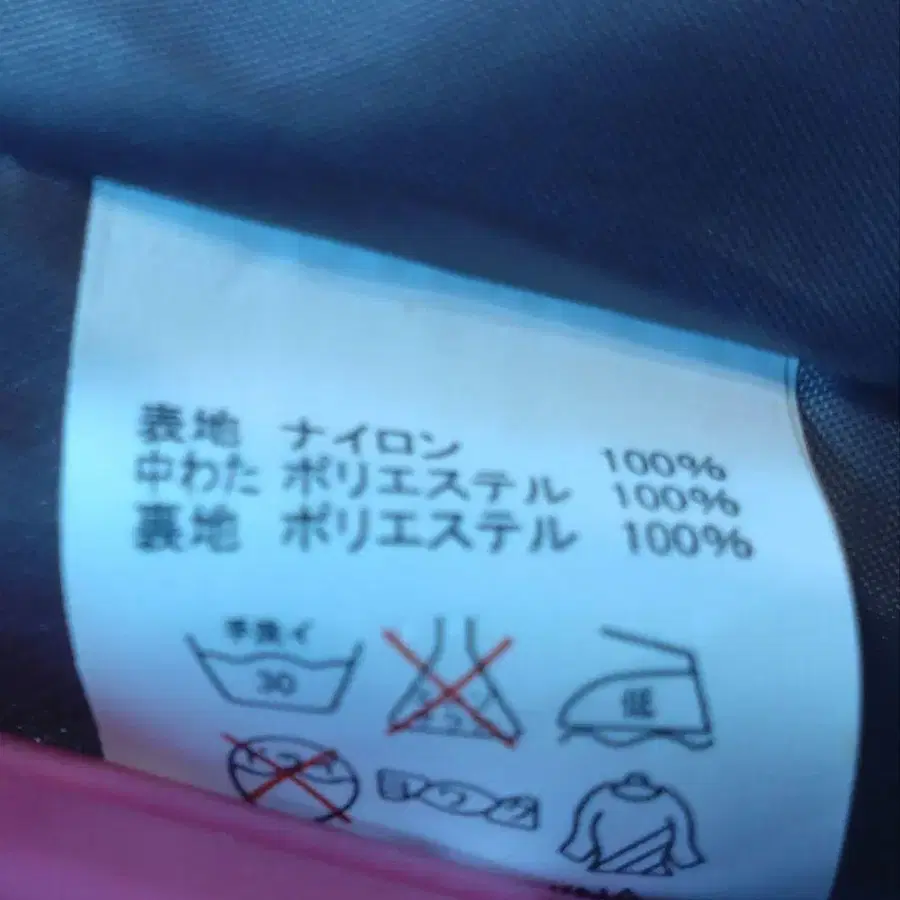 表地 ナイロン 100%
中わた ポリエステル 100%
裏地 ポリエステル 100%
手洗イ
30
低